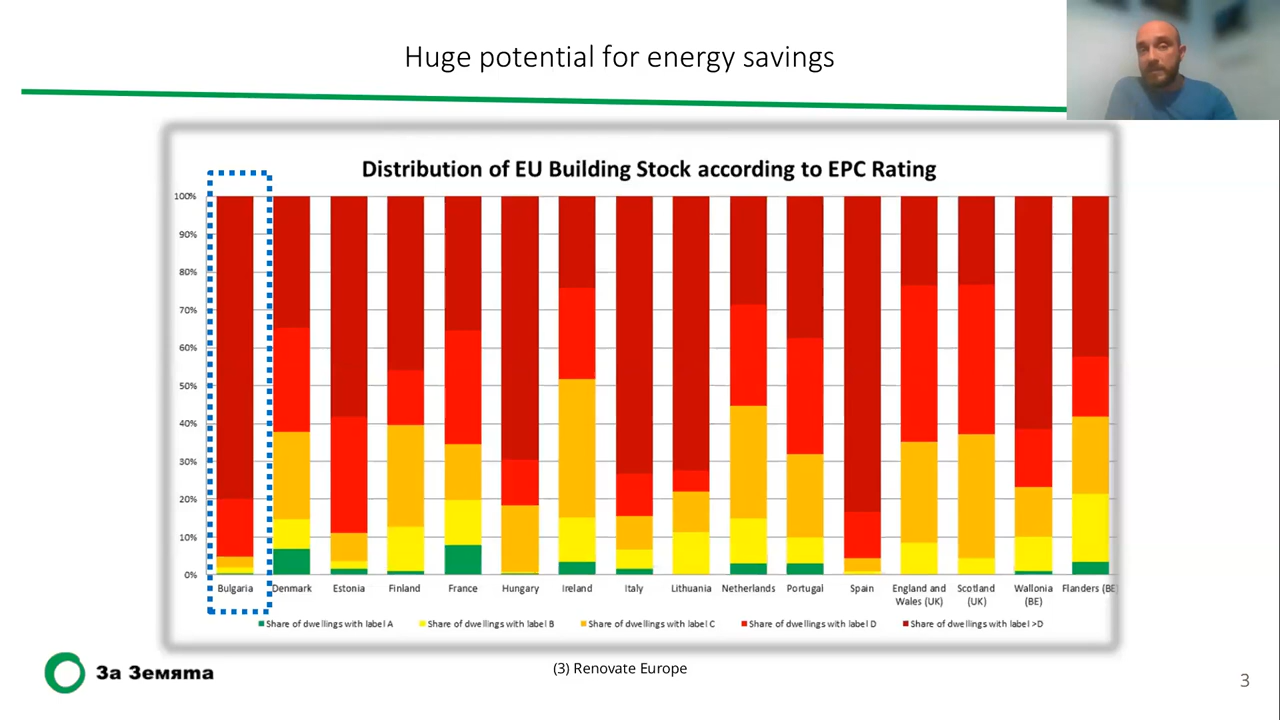 Huge potential for energy savings
Distribution of EU Building Stock according to EPC Rating
100%
90%
80%
70%
60%
50%
40%
30%
20%
10%
0%
Bulgaria Denmark Estonia Finland France Hungary Ireland Italy Lithuania Netherlands Portugal Spain England and Scotland Wallonia Flanders (BE
Wales (UK) (UK) (BE)
Share of dwellings with label A Share of dwellings with label B Share of dwellings with label C Share of dwellings with label D Share of dwellings with label >D
За Земята
(3) Renovate Europe
3